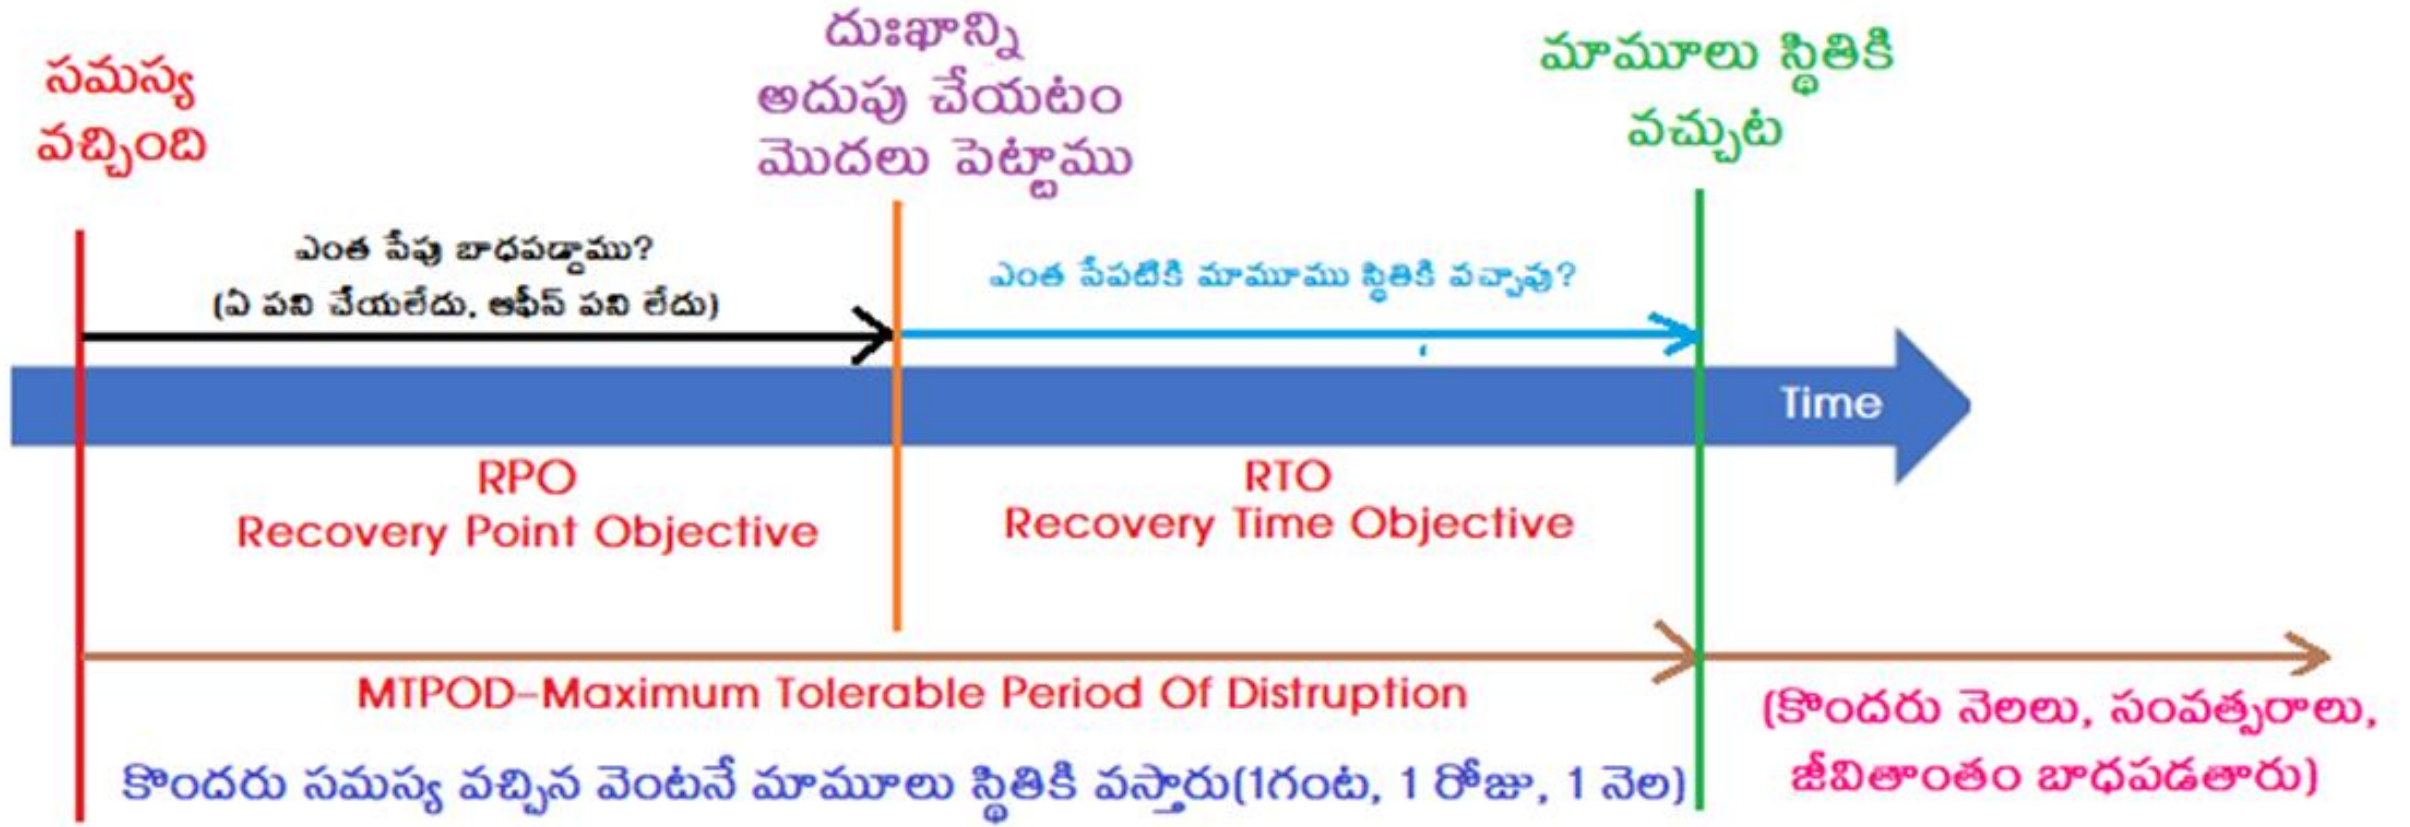 సమస్య
వచ్చింది
దుఃఖాన్ని
అదుపు చేయటం
మొదలు పెట్టాము
మామూలు స్థితికి
వచ్చుట
ఎంత సేపు బాధపడ్డాము?
(ఏ పని చేయలేదు, ఆఫీస్ పని లేదు)
ఎంత సేపటికి మామూము స్థితికి వచ్చావు?
Time
RPO
Recovery Point Objective
RTO
Recovery Time Objective
MTPOD-Maximum Tolerable Period Of Distruption
కొందరు సమస్య వచ్చిన వెంటనే మామూలు స్థితికి వస్తారు(1గంట, 1 రోజు, 1 నెల)
(కొందరు నెలలు, సంవత్సరాలు,
జీవితాంతం బాధపడతారు)